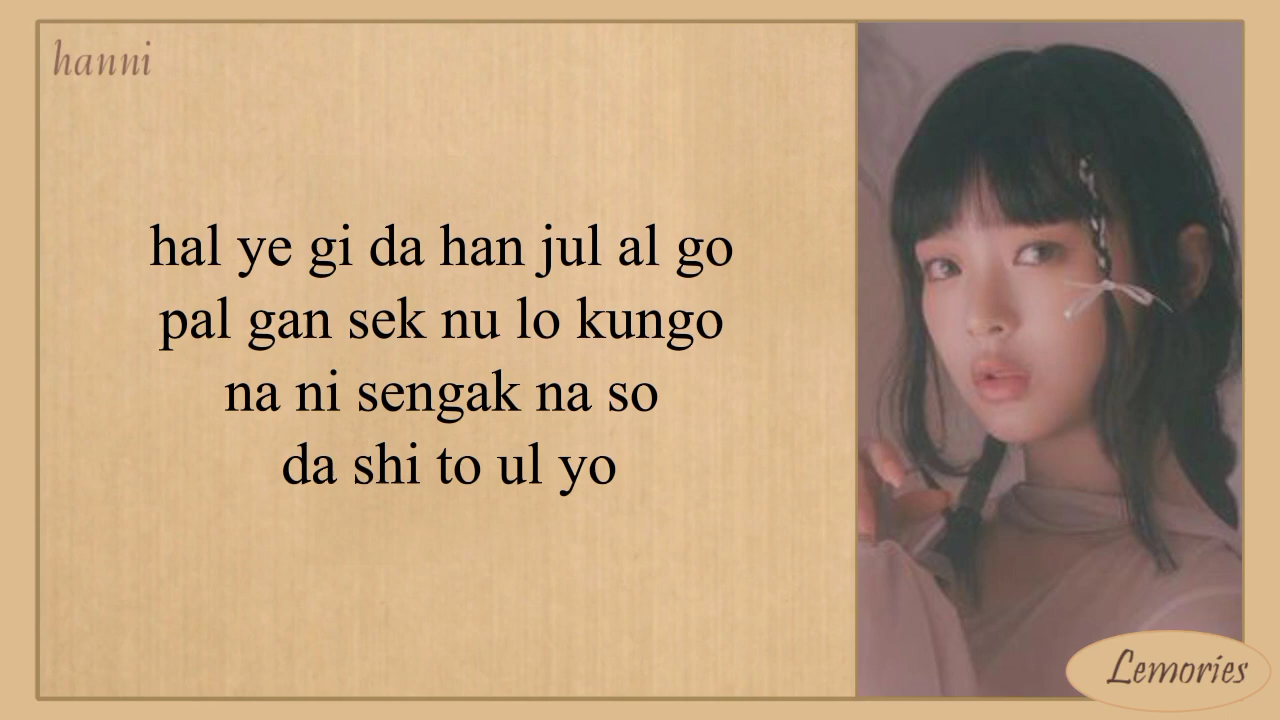 hanni
hal ye gi da han jul al go
pal gan sek nu lo kungo
na ni sengak na so
da shi to ul yo
Lemories